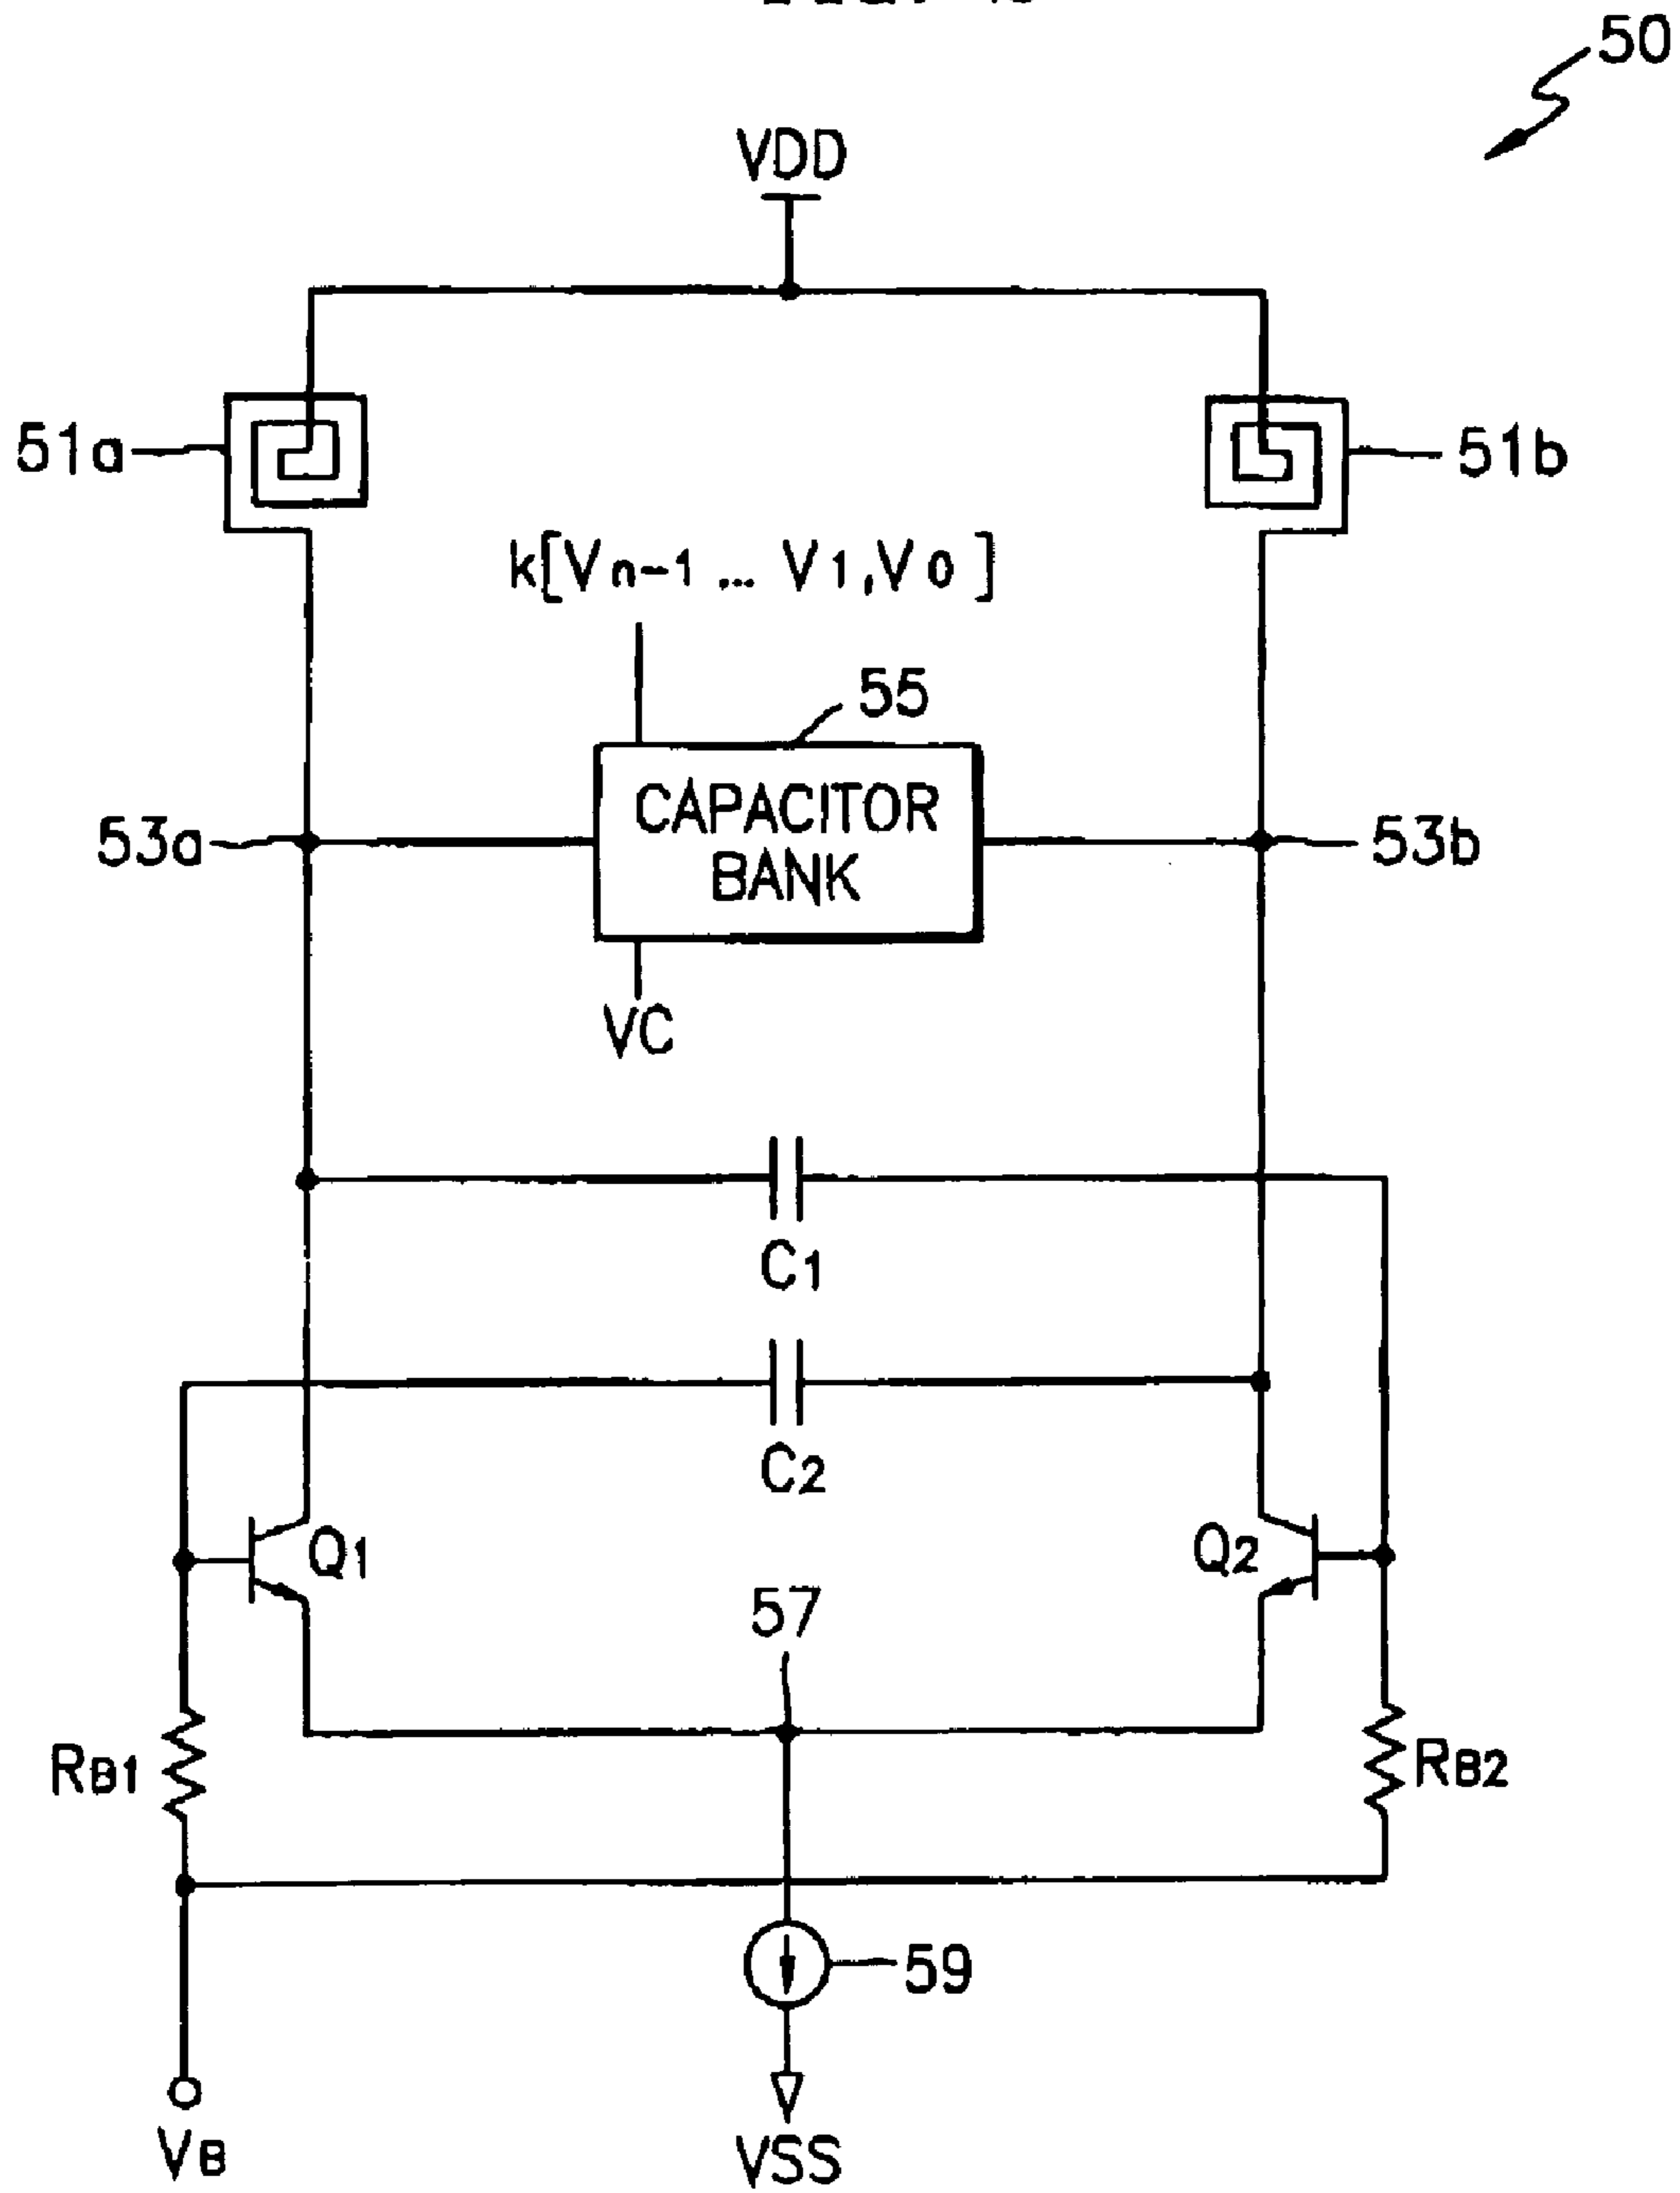 50
VDD
51a
51b
k[Vn-1 ... V1,V0]
55
CAPACITOR
BANK
53a
53b
VC
C1
C2
Q1
Q2
57
RB1
RB2
59
VB
VSS